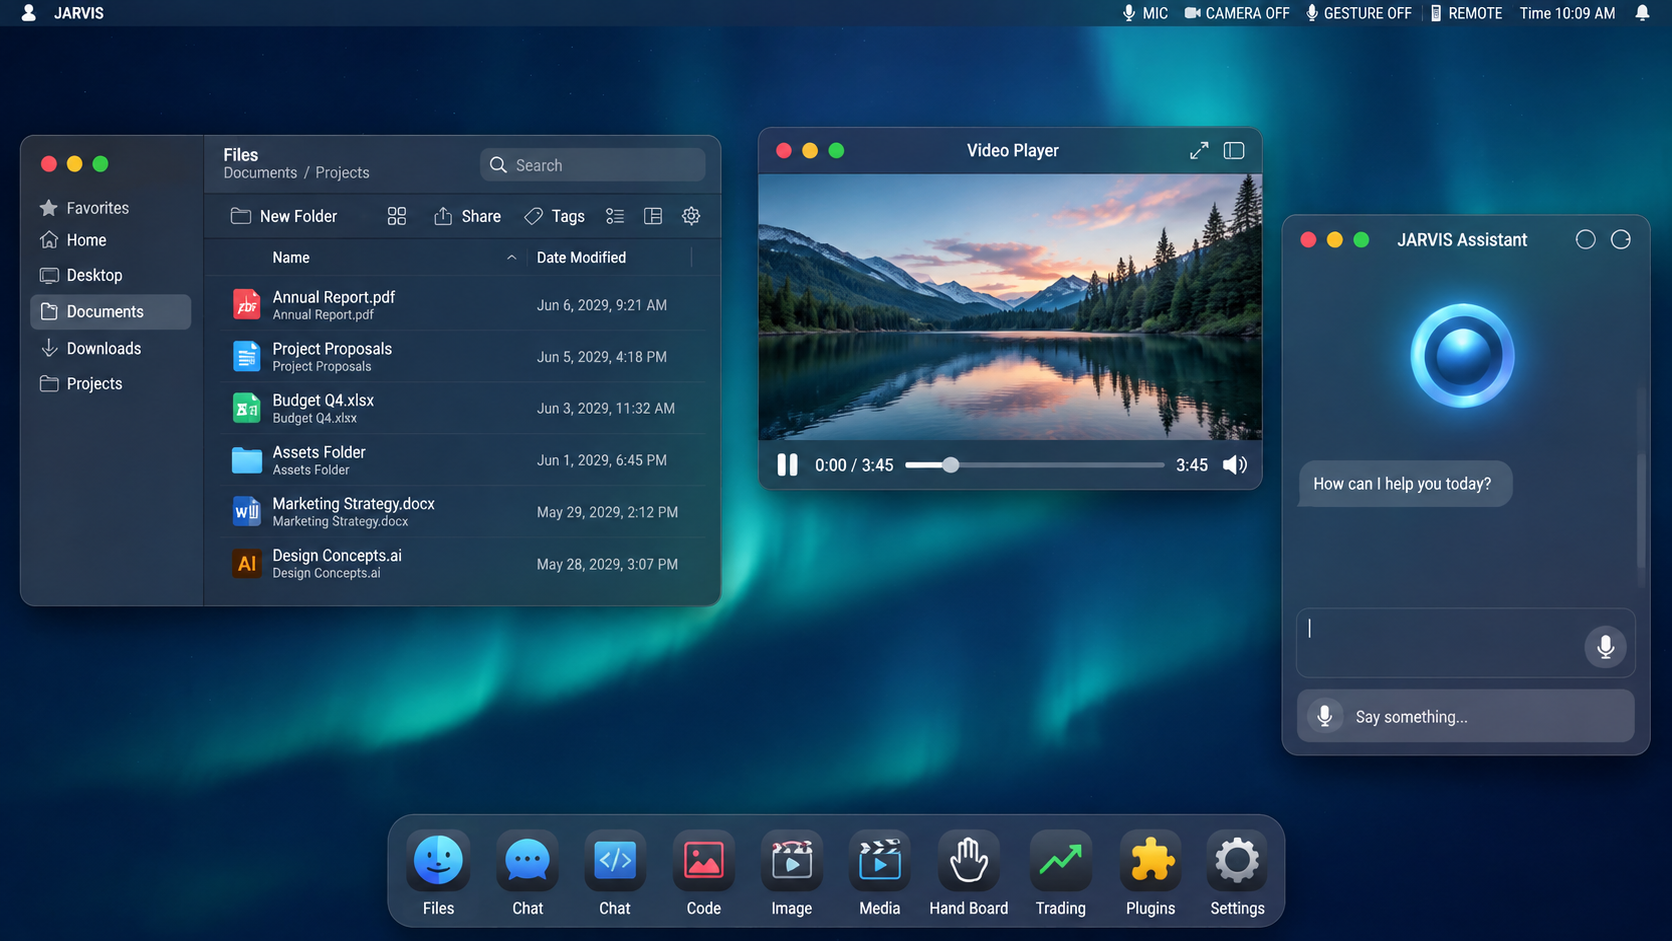 JARVIS
MIC
CAMERA OFF
GESTURE OFF
REMOTE
Time 10:09 AM
Files
Documents / Projects
Search
Favorites
Home
Desktop
Documents
Downloads
Projects
New Folder
Share
Tags
Name
Date Modified
Annual Report.pdf
Annual Report.pdf
Jun 6, 2029, 9:21 AM
Project Proposals
Project Proposals
Jun 5, 2029, 4:18 PM
Budget Q4.xlsx
Budget Q4.xlsx
Jun 3, 2029, 11:32 AM
Assets Folder
Assets Folder
Jun 1, 2029, 6:45 PM
Marketing Strategy.docx
Marketing Strategy.docx
May 29, 2029, 2:12 PM
AI
Design Concepts.ai
Design Concepts.ai
May 28, 2029, 3:07 PM
Video Player
0:00 / 3:45
3:45
JARVIS Assistant
How can I help you today?
Say something...
</>
Files
Chat
Chat
Code
Image
Media
Hand Board
Trading
Plugins
Settings